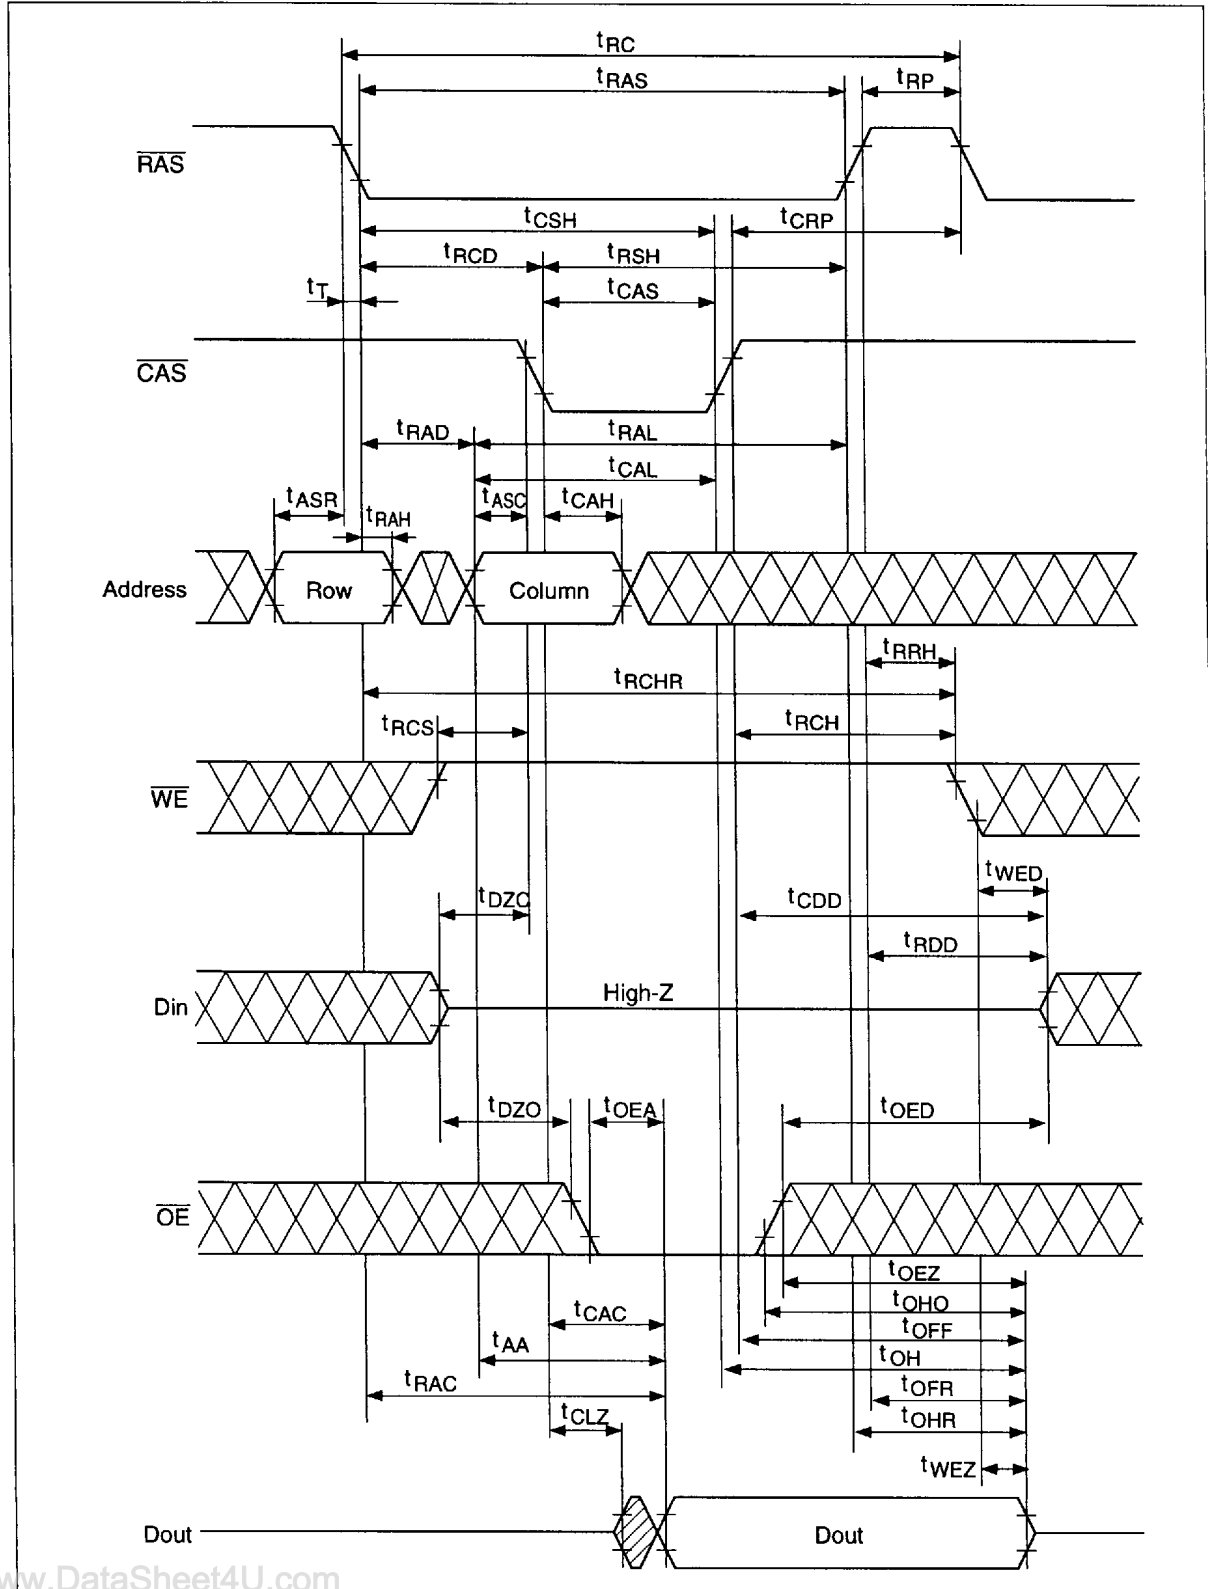 tRC
tRAS
tRP
RAS
tCSH
tCRP
tRCD
tRSH
tT
tCAS
CAS
tRAD
tRAL
tCAL
tASR
tASC
tCAH
tRAH
Address
Row
Column
tRRH
tRCHR
tRCS
tRCH
WE
tWED
tDZC
tCDD
tRDD
Din
High-Z
tDZO
tOEA
tOED
OE
tOEZ
tOHO
tCAC
tOFF
tAA
tOH
tRAC
tOFR
tCLZ
tOHR
tWEZ
Dout
Dout
www.DataSheet4U.com